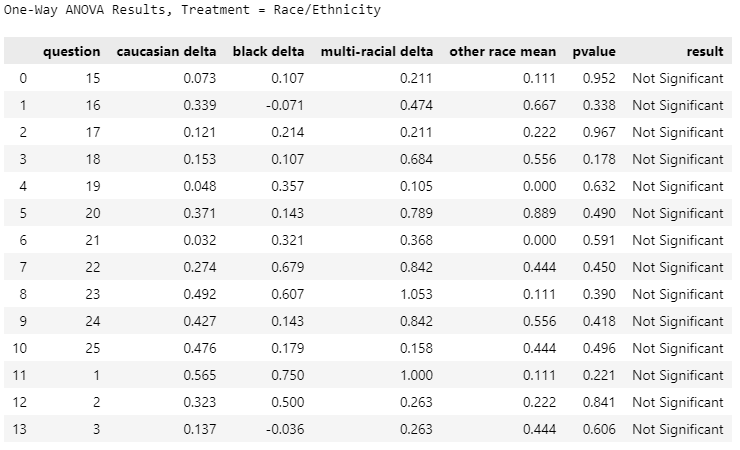 One-Way ANOVA Results, Treatment = Race/Ethnicity
question caucasian delta black delta multi-racial delta other race mean pvalue result
0 15 0.073 0.107 0.211 0.111 0.952 Not Significant
1 16 0.339 -0.071 0.474 0.667 0.338 Not Significant
2 17 0.121 0.214 0.211 0.222 0.967 Not Significant
3 18 0.153 0.107 0.684 0.556 0.178 Not Significant
4 19 0.048 0.357 0.105 0.000 0.632 Not Significant
5 20 0.371 0.143 0.789 0.889 0.490 Not Significant
6 21 0.032 0.321 0.368 0.000 0.591 Not Significant
7 22 0.274 0.679 0.842 0.444 0.450 Not Significant
8 23 0.492 0.607 1.053 0.111 0.390 Not Significant
9 24 0.427 0.143 0.842 0.556 0.418 Not Significant
10 25 0.476 0.179 0.158 0.444 0.496 Not Significant
11 1 0.565 0.750 1.000 0.111 0.221 Not Significant
12 2 0.323 0.500 0.263 0.222 0.841 Not Significant
13 3 0.137 -0.036 0.263 0.444 0.606 Not Significant